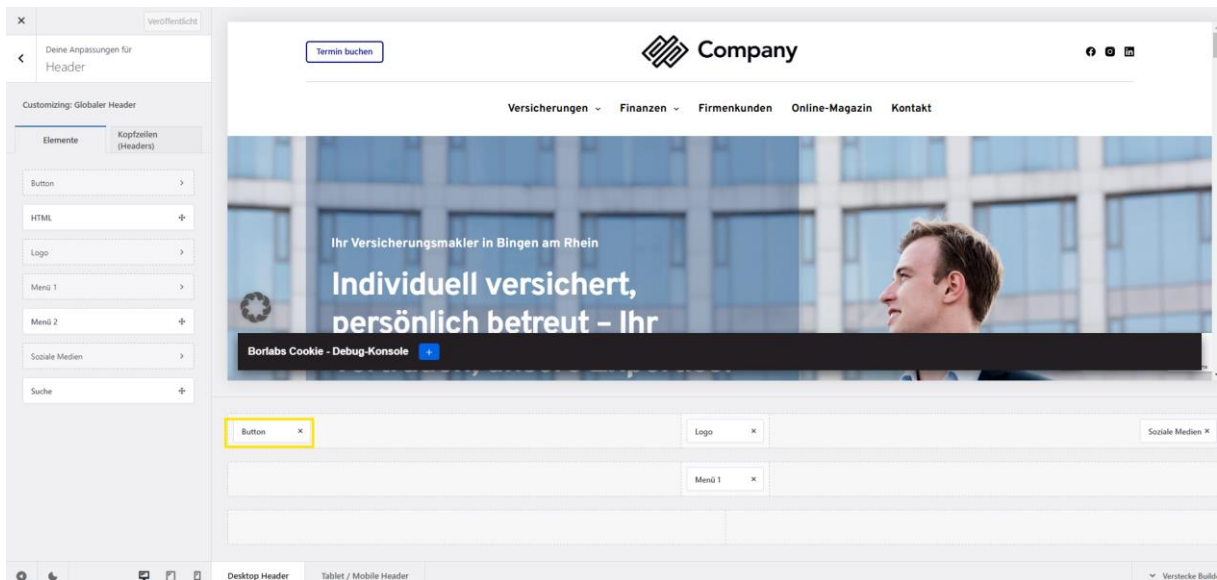 Veröffentlicht
Deine Anpassungen für
Header
Customizing: Globaler Header
Elemente
Kopfzeilen
(Headers)
Button
HTML
Logo
Menü 1
Menü 2
Soziale Medien
Suche
Termin buchen
Company
Versicherungen Finanzen Firmenkunden Online-Magazin Kontakt
Ihr Versicherungsmakler in Bingen am Rhein
Individuell versichert,
persönlich betreut – Ihr
Borlabs Cookie - Debug-Konsole +
Button × Logo × Soziale Medien ×
Menü 1 ×
Desktop Header Tablet / Mobile Header Verstecke Build